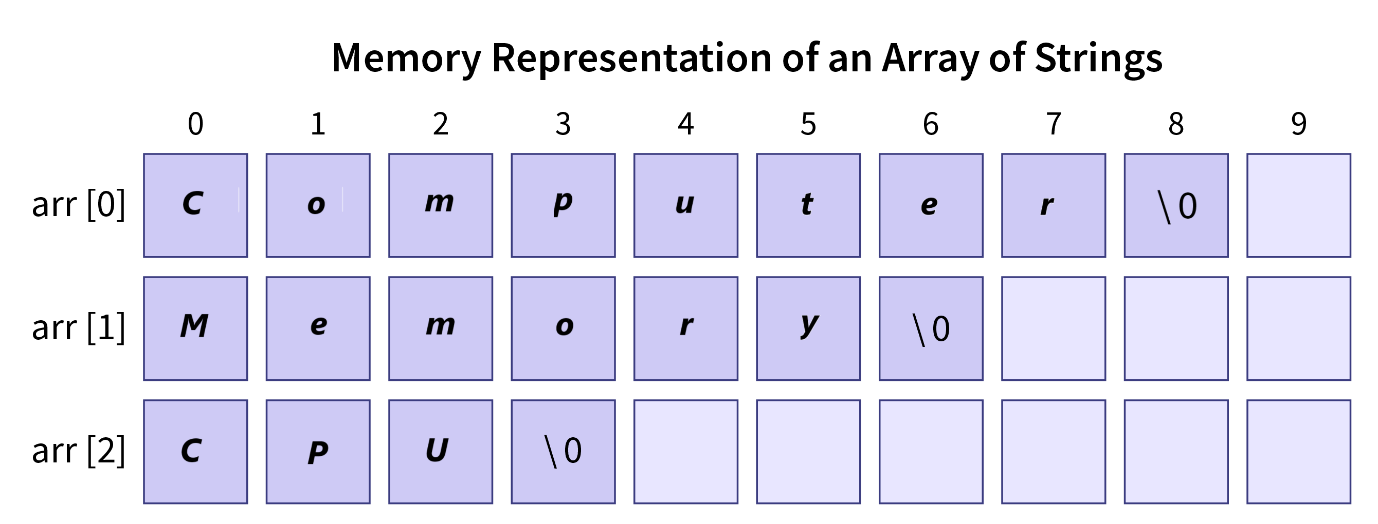 Memory Representation of an Array of Strings
0 1 2 3 4 5 6 7 8 9
arr [0] C o m p u t e r \0
arr [1] M e m o r y \0
arr [2] C P U \0